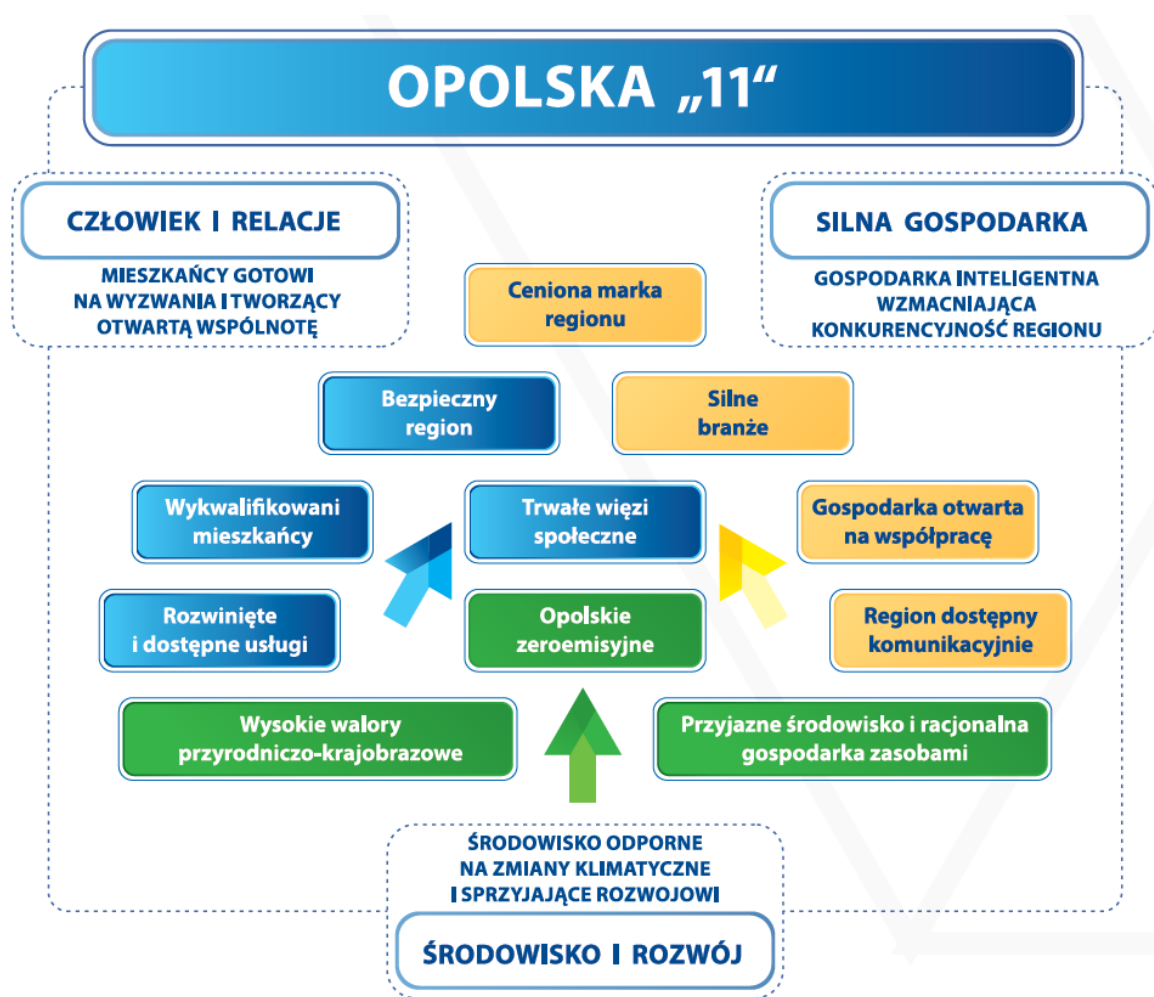 OPOLSKA „11“
CZŁOWIEK I RELACJE
MIESZKAŃCY GOTOWI
NA WYZWANIA I TWORZĄCY
OTWARTĄ WSPÓLNOTĘ
SILNA GOSPODARKA
GOSPODARKA INTELIGENTNA
WZMACNIAJĄCA
KONKURENCYJNOŚĆ REGIONU
Ceniona marka
regionu
Bezpieczny
region
Silne
branże
Wykwalifikowani
mieszkańcy
Trwałe więzi
społeczne
Gospodarka otwarta
na współpracę
Rozwinięte
i dostępne usługi
Opolskie
zeroemisyjne
Region dostępny
komunikacyjnie
Wysokie walory
przyrodniczo-krajobrazowe
Przyjazne środowisko i racjonalna
gospodarka zasobami
ŚRODOWISKO ODPORNE
NA ZMIANY KLIMATYCZNE
I SPRZYJAJĄCE ROZWOJOWI
ŚRODOWISKO I ROZWÓJ